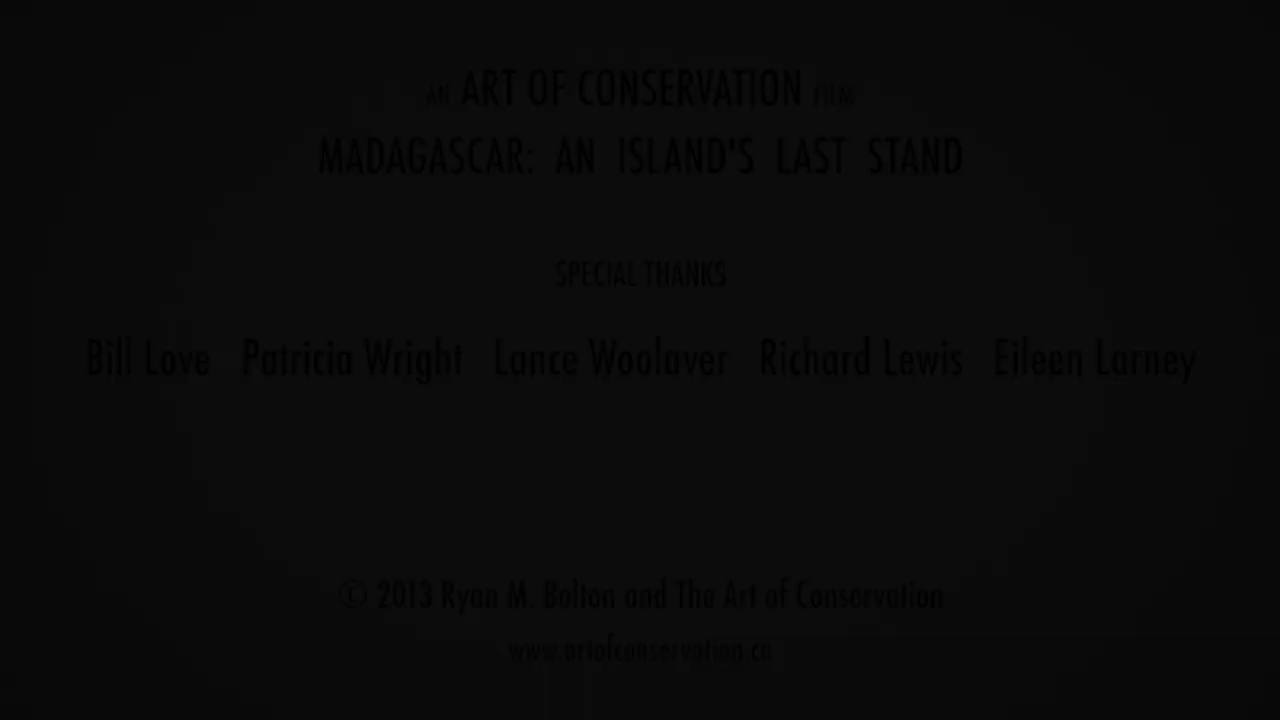 AN ART OF CONSERVATION FILM
MADAGASCAR: AN ISLAND'S LAST STAND
SPECIAL THANKS
Bill Love Patricia Wright Lance Woolaver Richard Lewis Eileen Larney
© 2013 Ryan M. Bolton and The Art of Conservation
www.artofconservation.ca